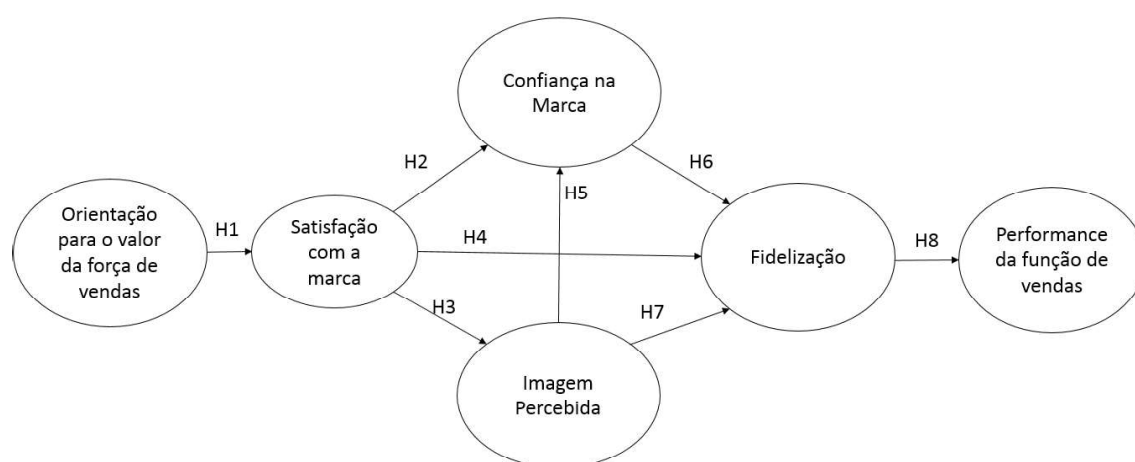 Confiança na
Marca
H2
H6
H5
Orientação
para o valor
da força de
vendas
H1
Satisfação
com a
marca
H4
Fidelização
H8
Performance
da função de
vendas
H3
H7
Imagem
Percebida